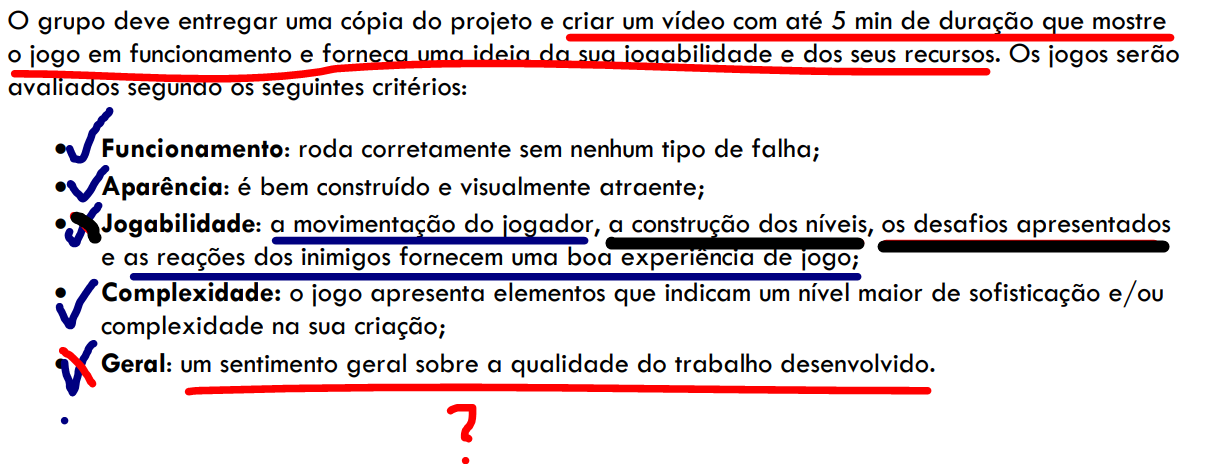 O grupo deve entregar uma cópia do projeto e criar um vídeo com até 5 min de duração que mostre
o jogo em funcionamento e forneça uma ideia da sua jogabilidade e dos seus recursos. Os jogos serão
avaliados segundo os seguintes critérios:
• Funcionamento: roda corretamente sem nenhum tipo de falha;
• Aparência: é bem construído e visualmente atraente;
• Jogabilidade: a movimentação do jogador, a construção dos níveis, os desafios apresentados
e as reações dos inimigos fornecem uma boa experiência de jogo;
• Complexidade: o jogo apresenta elementos que indicam um nível maior de sofisticação e/ou
complexidade na sua criação;
• Geral: um sentimento geral sobre a qualidade do trabalho desenvolvido.
?